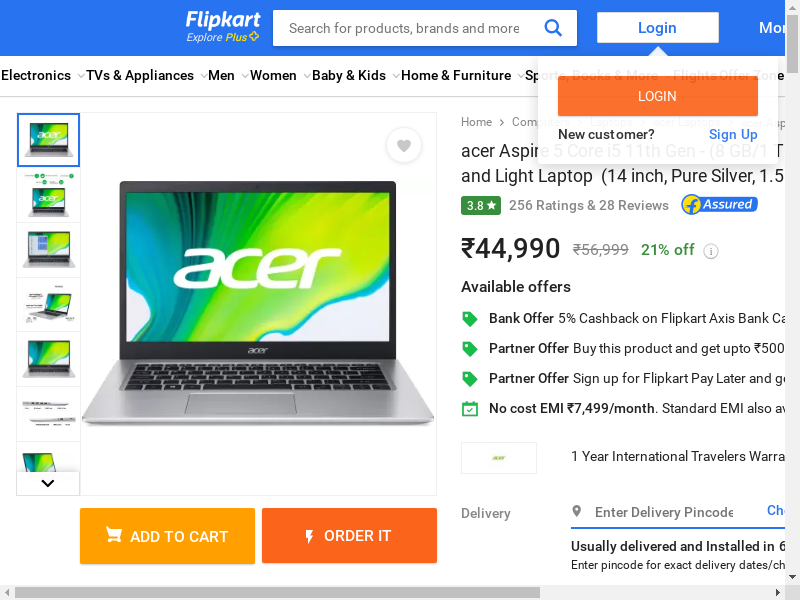 Flipkart
Explore Plus
Search for products, brands and more
Login
Electronics
TVs & Appliances
Men
Women
Baby & Kids
Home & Furniture
Sports, Books & More
Flights
Offer Zone
LOGIN
New customer?
Sign Up
Home
acer Aspire 5 Core i5 11th Gen - (8 GB/1 T
and Light Laptop (14 inch, Pure Silver, 1.5
3.8
256 Ratings & 28 Reviews
Assured
₹44,990
₹56,999
21% off
Available offers
Bank Offer 5% Cashback on Flipkart Axis Bank Ca
Partner Offer Buy this product and get upto ₹500
Partner Offer Sign up for Flipkart Pay Later and ge
No cost EMI ₹7,499/month. Standard EMI also av
acer
1 Year International Travelers Warra
acer
acer
Delivery
Enter Delivery Pincode
Usually delivered and Installed in 6
Enter pincode for exact delivery dates/ch
ADD TO CART
ORDER IT